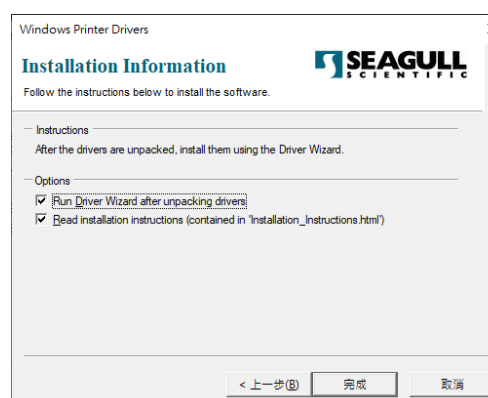 Windows Printer Drivers
Installation Information
SEAGULL
SCIENTIFIC
Follow the instructions below to install the software.
Instructions
After the drivers are unpacked, install them using the Driver Wizard.
Options
Run Driver Wizard after unpacking drivers
Read installation instructions (contained in 'Installation_Instructions.html')
< 上一步(B)
完成
取消